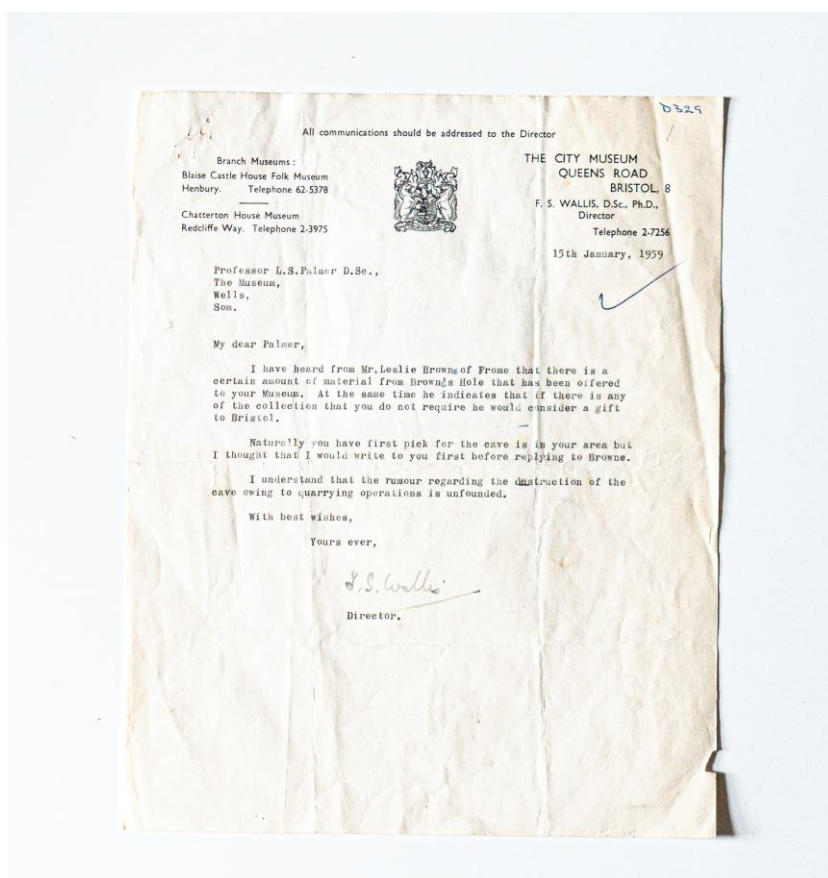 D329
All communications should be addressed to the Director
Branch Museums :
Blaise Castle House Folk Museum
Henbury. Telephone 62-5378
Chatterton House Museum
Redcliffe Way. Telephone 2-3975
THE CITY MUSEUM
QUEENS ROAD
BRISTOL, 8
F. S. WALLIS, D.Sc., Ph.D.,
Director
Telephone 2-7256
15th January, 1959
Professor L.S.Palmer D.Sc.,
The Museum,
Wells,
Som.
My dear Palmer,
I have heard from Mr.Leslie Browne of Frome that there is a
certain amount of material from Browne's Hole that has been offered
to your Museum. At the same time he indicates that if there is any
of the collection that you do not require he would consider a gift
to Bristol.
Naturally you have first pick for the cave is in your area but
I thought that I would write to you first before replying to Browne.
I understand that the rumour regarding the destruction of the
cave owing to quarrying operations is unfounded.
With best wishes,
Yours ever,
F.S. Wallis
Director.